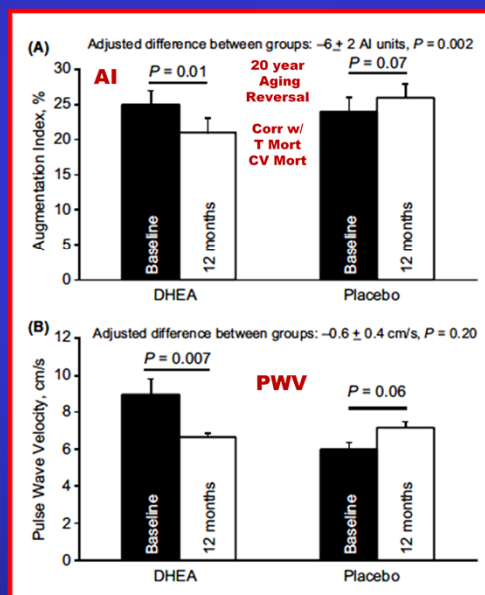 (A) Adjusted difference between groups: –6 ± 2 AI units, P = 0.002
AI
P = 0.01
20 year
Aging
Reversal
Corr w/
T Mort
CV Mort
P = 0.07
Augmentation Index, %
30
25
20
15
10
5
0
Baseline
12 months
Baseline
12 months
DHEA
Placebo
(B)
Adjusted difference between groups: –0.6 ± 0.4 cm/s, P = 0.20
P = 0.007
PWV
P = 0.06
Pulse Wave Velocity, cm/s
12
10
8
6
4
2
0
Baseline
12 months
Baseline
12 months
DHEA
Placebo